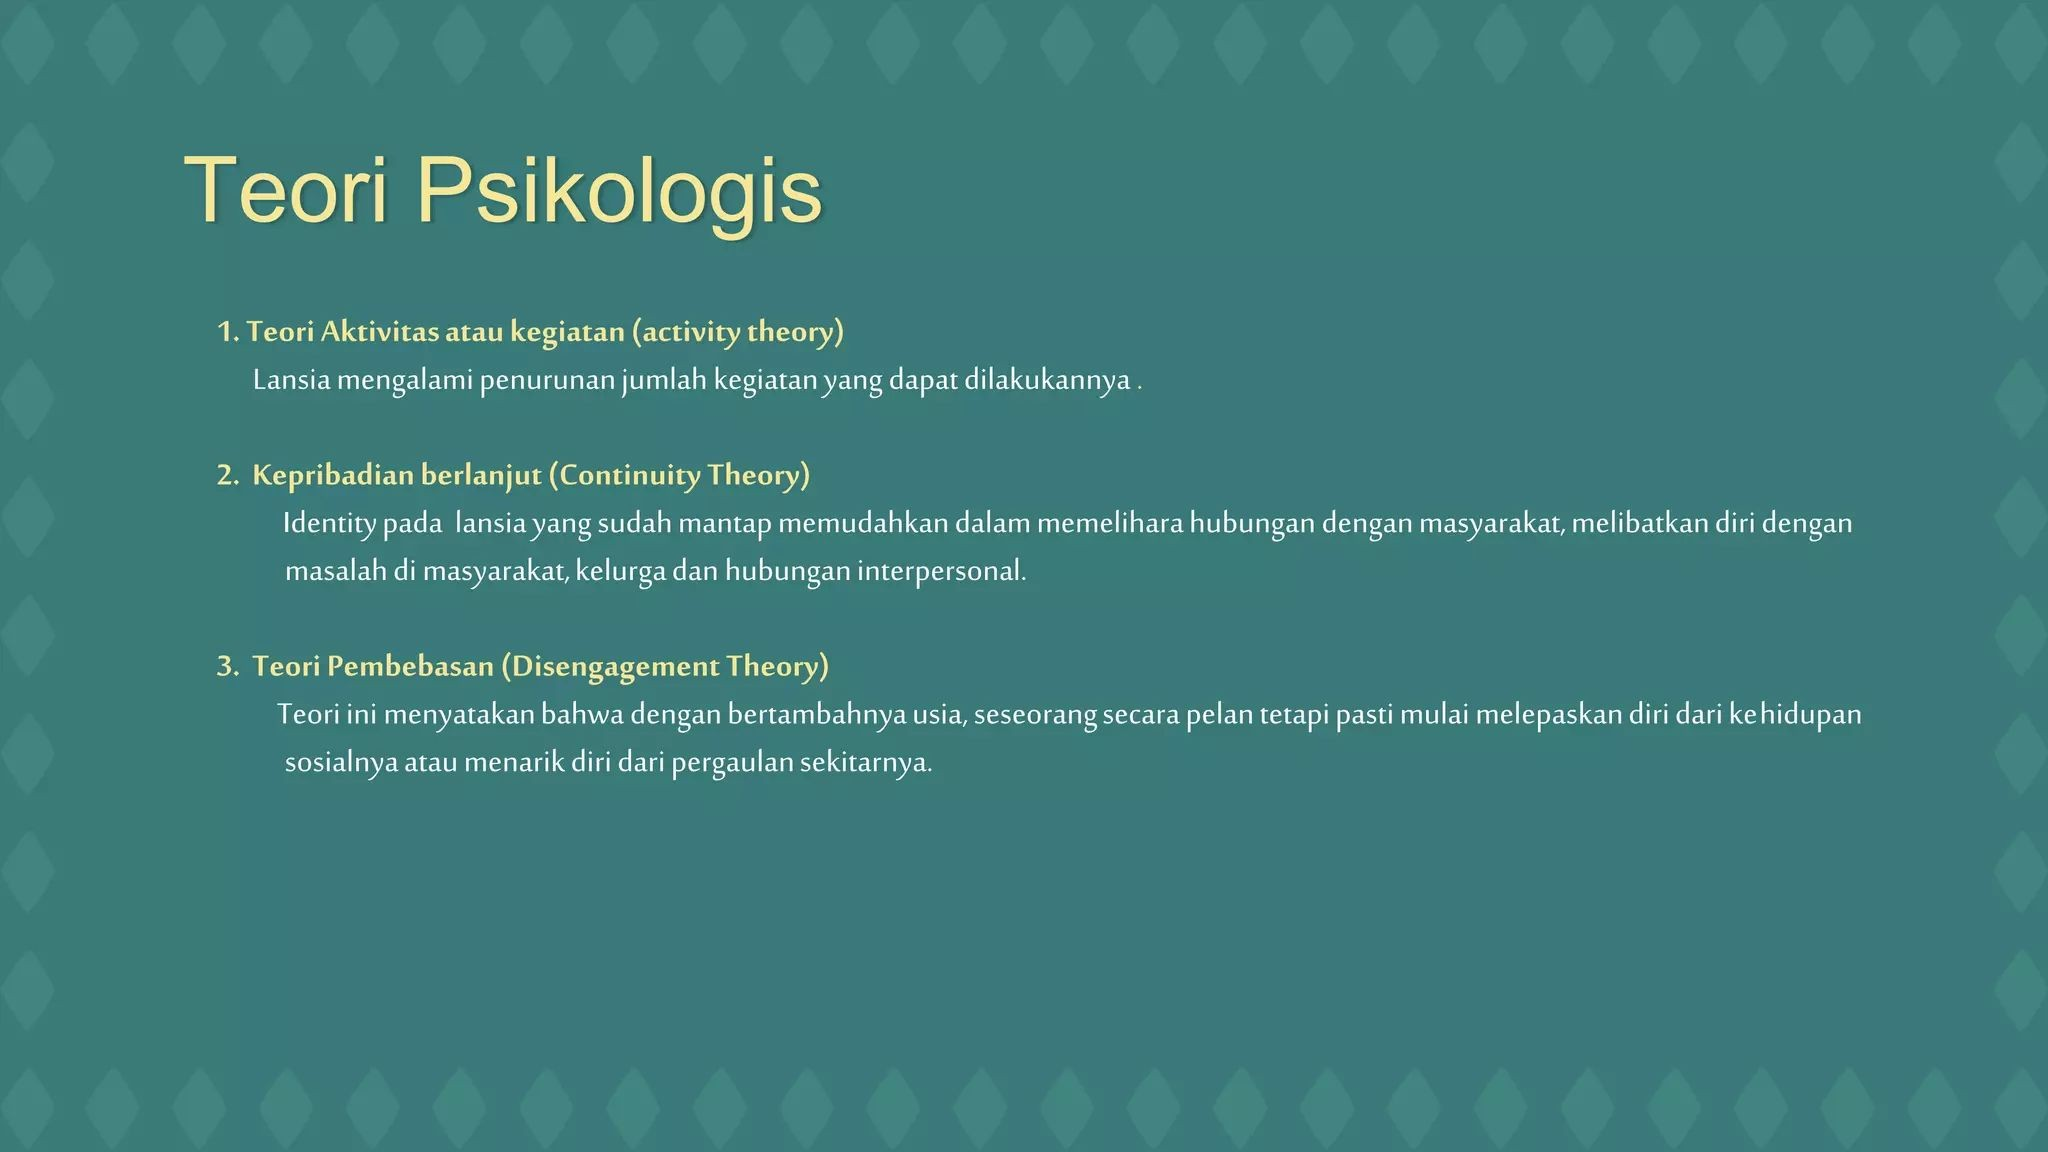 Teori Psikologis
1. Teori Aktivitas atau kegiatan (activity theory)
Lansia mengalami penurunan jumlah kegiatan yang dapat dilakukannya .
2. Kepribadian berlanjut (Continuity Theory)
Identity pada lansia yang sudah mantap memudahkan dalam memelihara hubungan dengan masyarakat, melibatkan diri dengan
masalah di masyarakat, kelurga dan hubungan interpersonal.
3. Teori Pembebasan (Disengagement Theory)
Teori ini menyatakan bahwa dengan bertambahnya usia, seseorang secara pelan tetapi pasti mulai melepaskan diri dari kehidupan
sosialnya atau menarik diri dari pergaulan sekitarnya.